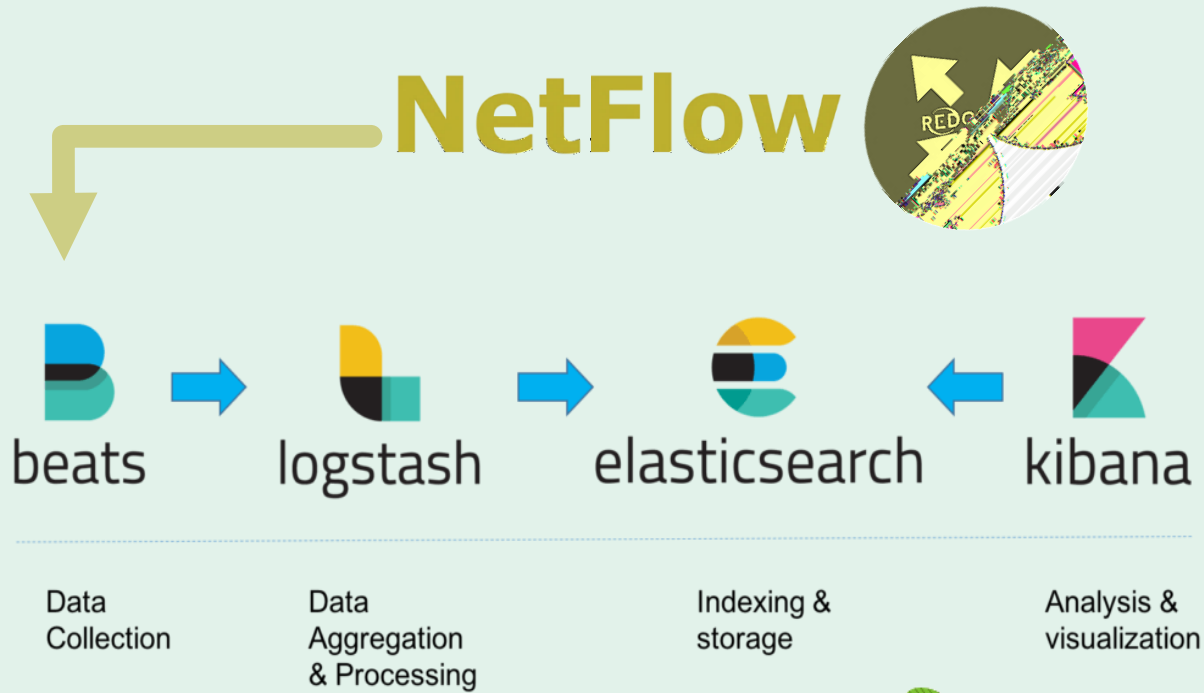 NetFlow
beats
logstash
elasticsearch
kibana
Data
Collection
Data
Aggregation
& Processing
Indexing &
storage
Analysis &
visualization